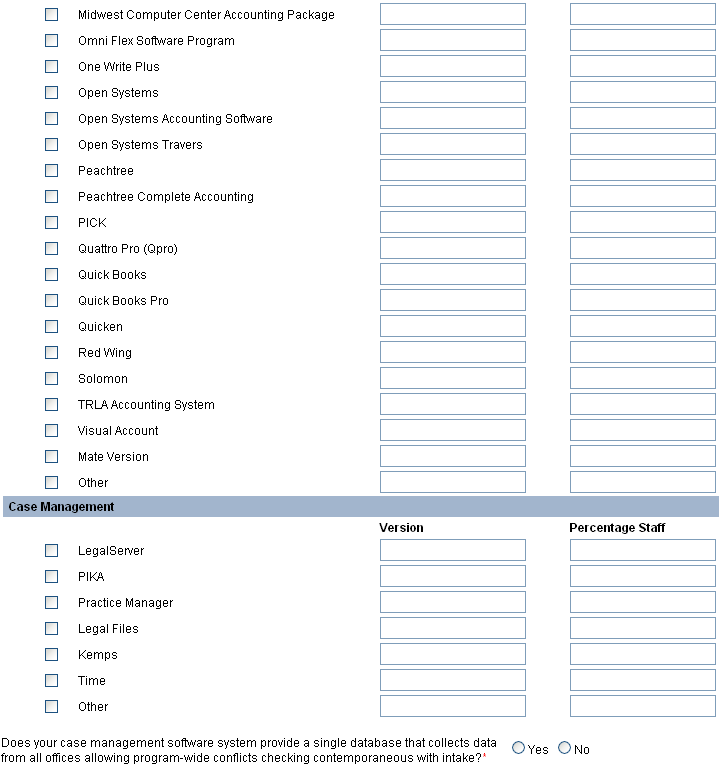 Midwest Computer Center Accounting Package
Omni Flex Software Program
One Write Plus
Open Systems
Open Systems Accounting Software
Open Systems Travers
Peachtree
Peachtree Complete Accounting
PICK
Quattro Pro (Qpro)
Quick Books
Quick Books Pro
Quicken
Red Wing
Solomon
TRLA Accounting System
Visual Account
Mate Version
Other
Case Management
Version Percentage Staff
LegalServer
PIKA
Practice Manager
Legal Files
Kemps
Time
Other
Does your case management software system provide a single database that collects data
from all offices allowing program-wide conflicts checking contemporaneous with intake?*
Yes No